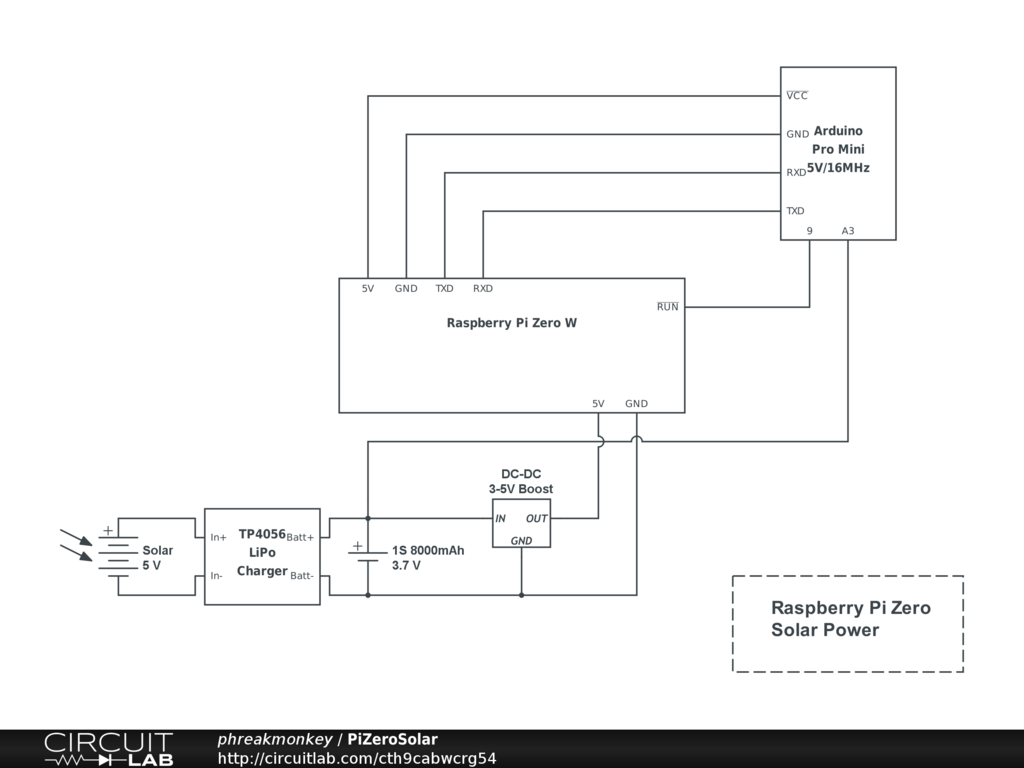 VCC
GND
RXD
TXD
Arduino
Pro Mini
5V/16MHz
9 A3
5V GND TXD RXD
RUN
Raspberry Pi Zero W
5V GND
DC-DC
3-5V Boost
IN OUT
GND
+
Solar
5 V
In+
In-
TP4056
LiPo
Charger
Batt+
Batt-
+
1S 8000mAh
3.7 V
Raspberry Pi Zero
Solar Power
CIRCUIT
LAB
phreakmonkey / PiZeroSolar
http://circuitlab.com/cth9cabwcrg54